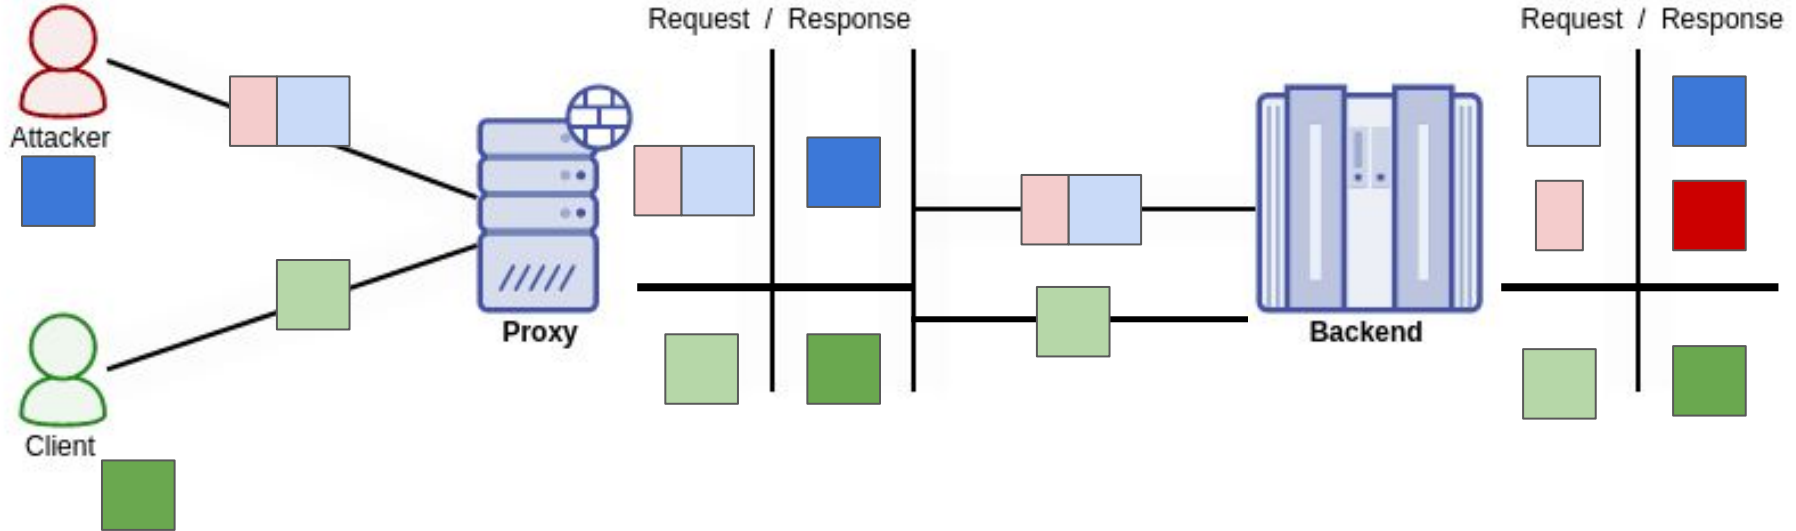 Request / Response
Request / Response
Attacker
Proxy
Backend
Client